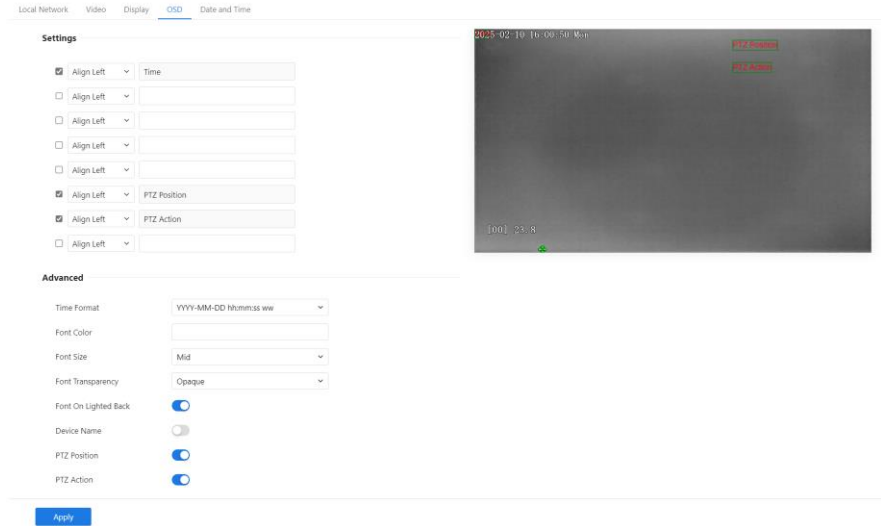 Local Network Video Display OSD Date and Time
Settings
Align Left Time
Align Left
Align Left
Align Left
Align Left
Align Left PTZ Position
Align Left PTZ Action
Align Left
2025-02-10 16:00:50 Mon
PTZ Position
PTZ Action
[00] 23.8
Advanced
Time Format YYYY-MM-DD hh:mm:ss ww
Font Color
Font Size Mid
Font Transparency Opaque
Font On Lighted Back
Device Name
PTZ Position
PTZ Action
Apply